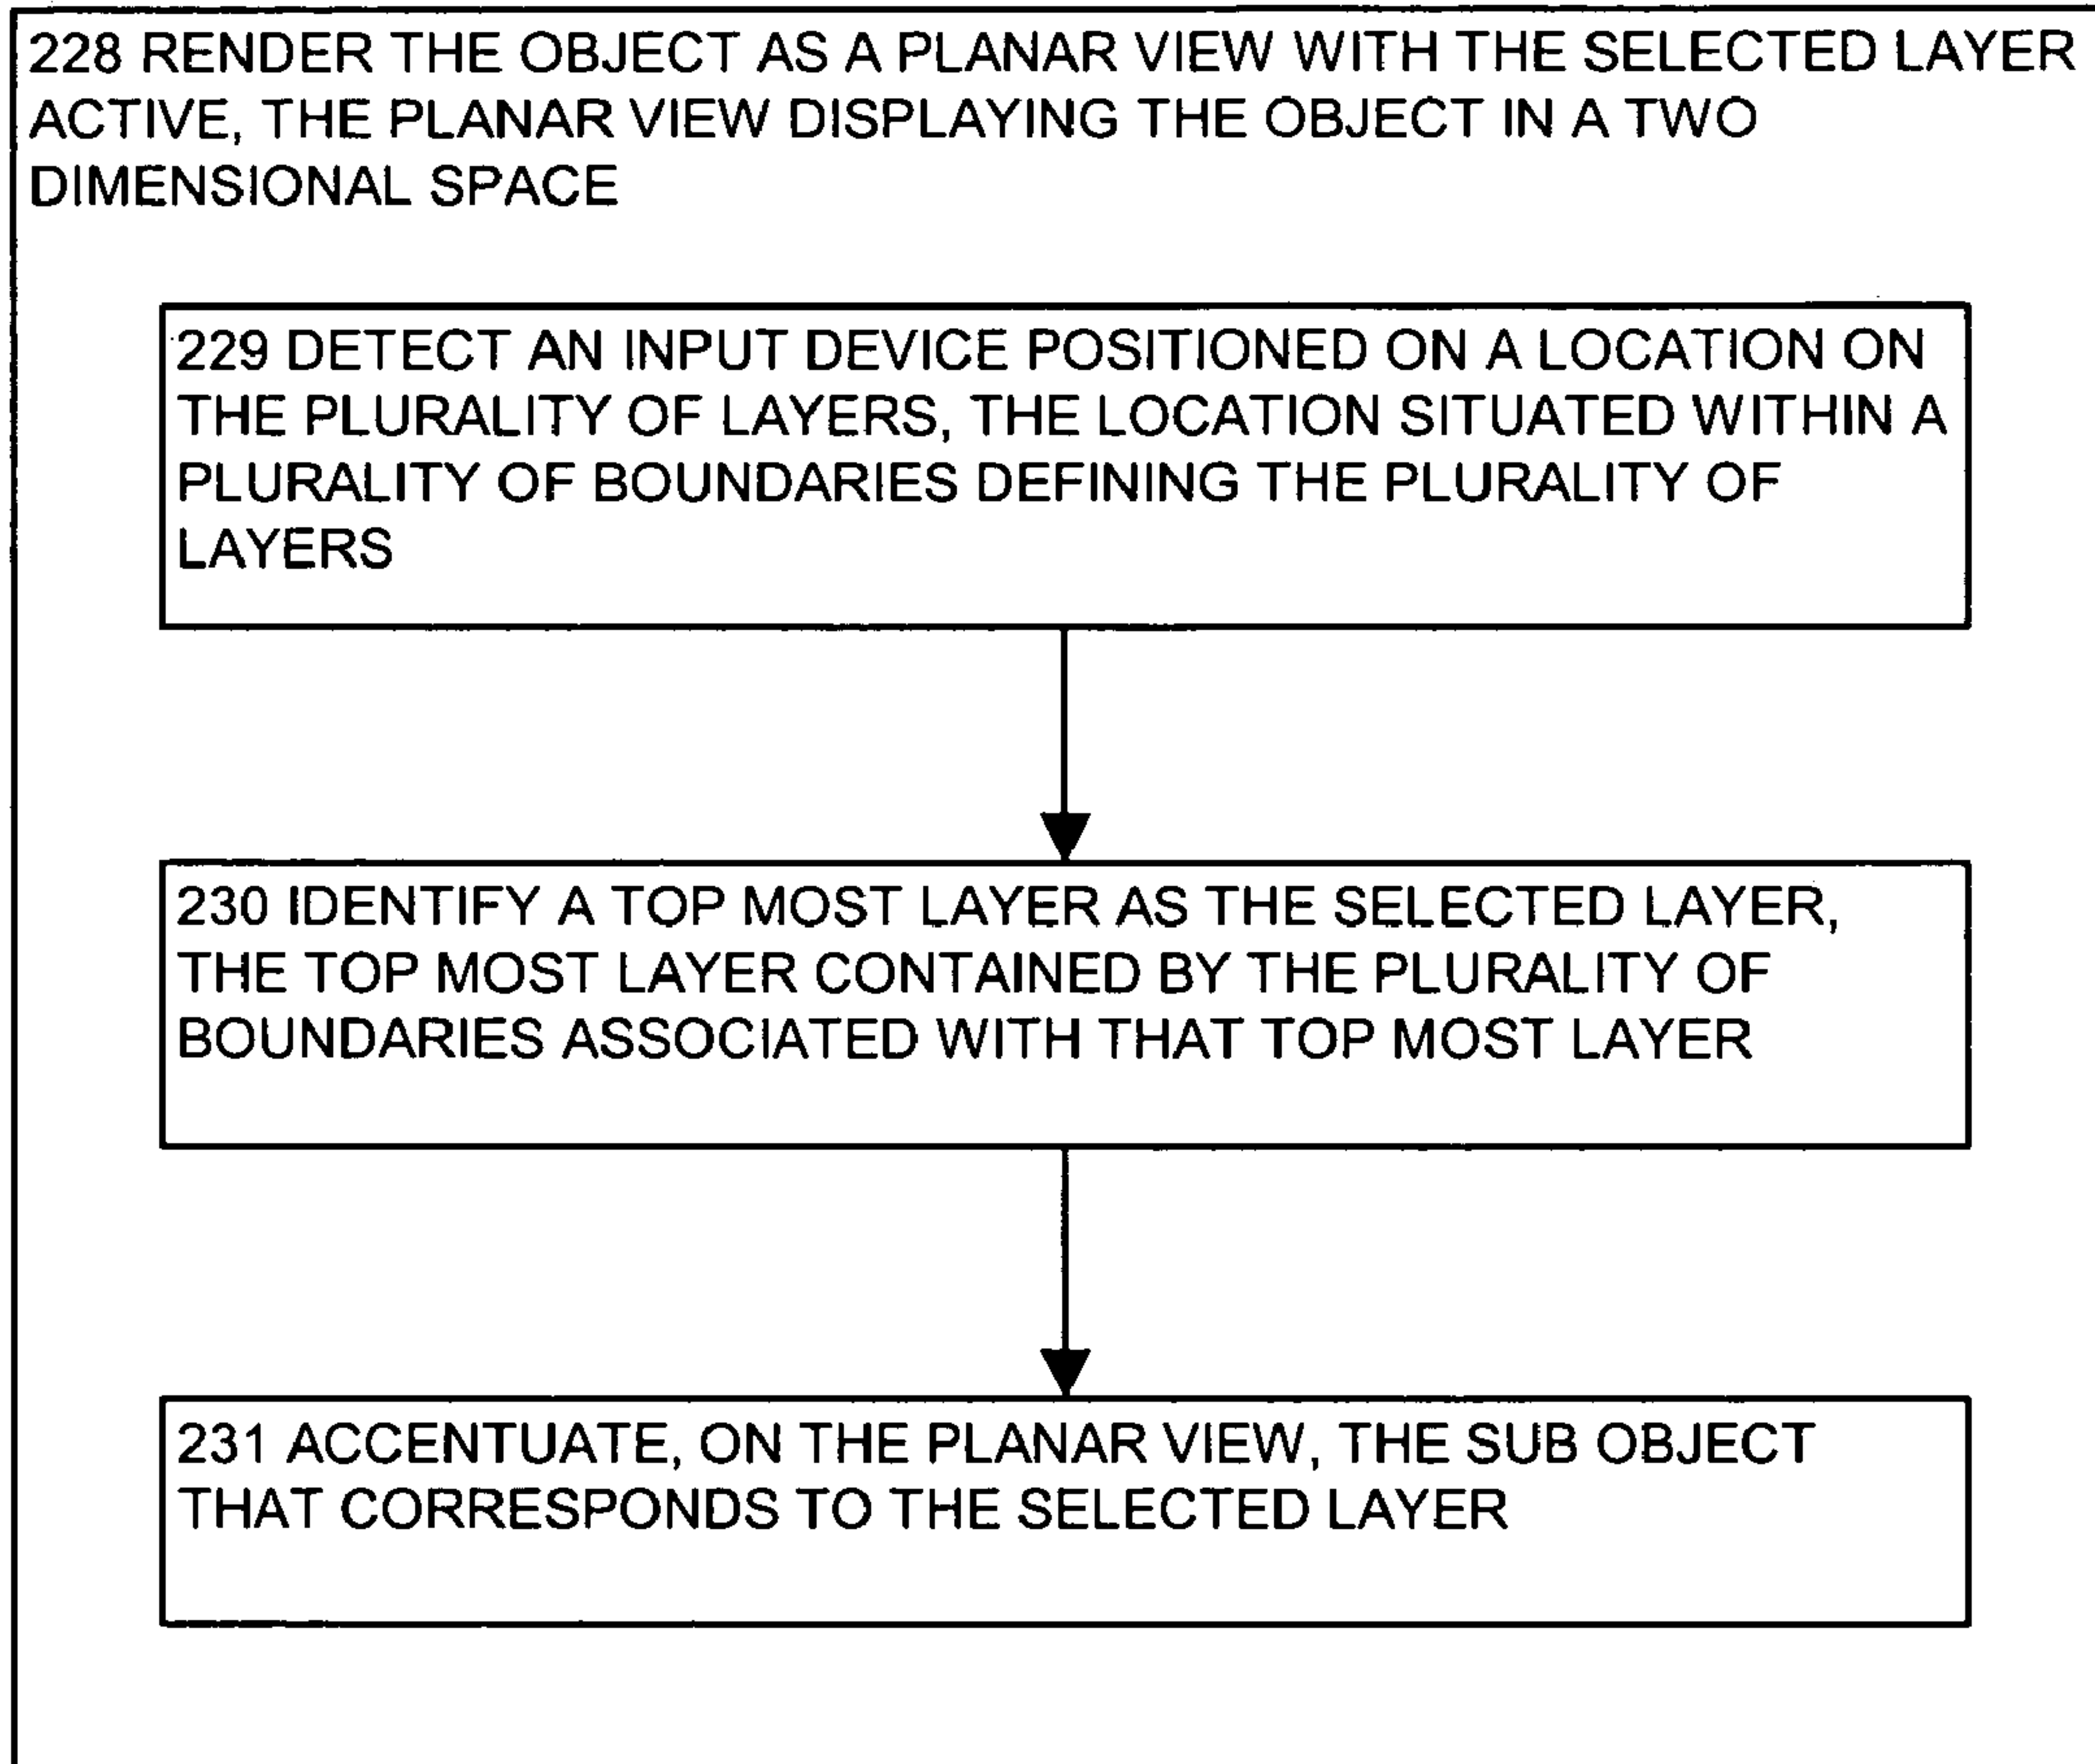 228 RENDER THE OBJECT AS A PLANAR VIEW WITH THE SELECTED LAYER
ACTIVE, THE PLANAR VIEW DISPLAYING THE OBJECT IN A TWO
DIMENSIONAL SPACE
229 DETECT AN INPUT DEVICE POSITIONED ON A LOCATION ON
THE PLURALITY OF LAYERS, THE LOCATION SITUATED WITHIN A
PLURALITY OF BOUNDARIES DEFINING THE PLURALITY OF
LAYERS
230 IDENTIFY A TOP MOST LAYER AS THE SELECTED LAYER,
THE TOP MOST LAYER CONTAINED BY THE PLURALITY OF
BOUNDARIES ASSOCIATED WITH THAT TOP MOST LAYER
231 ACCENTUATE, ON THE PLANAR VIEW, THE SUB OBJECT
THAT CORRESPONDS TO THE SELECTED LAYER